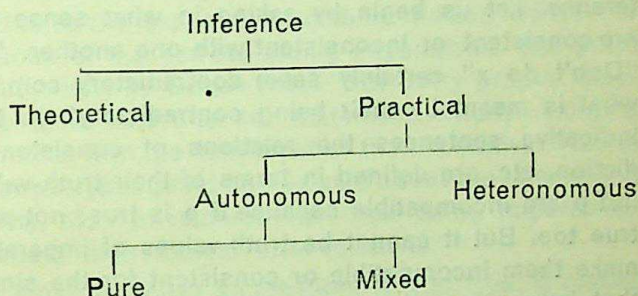 Inference
Theoretical Practical
Autonomous Heteronomous
Pure Mixed